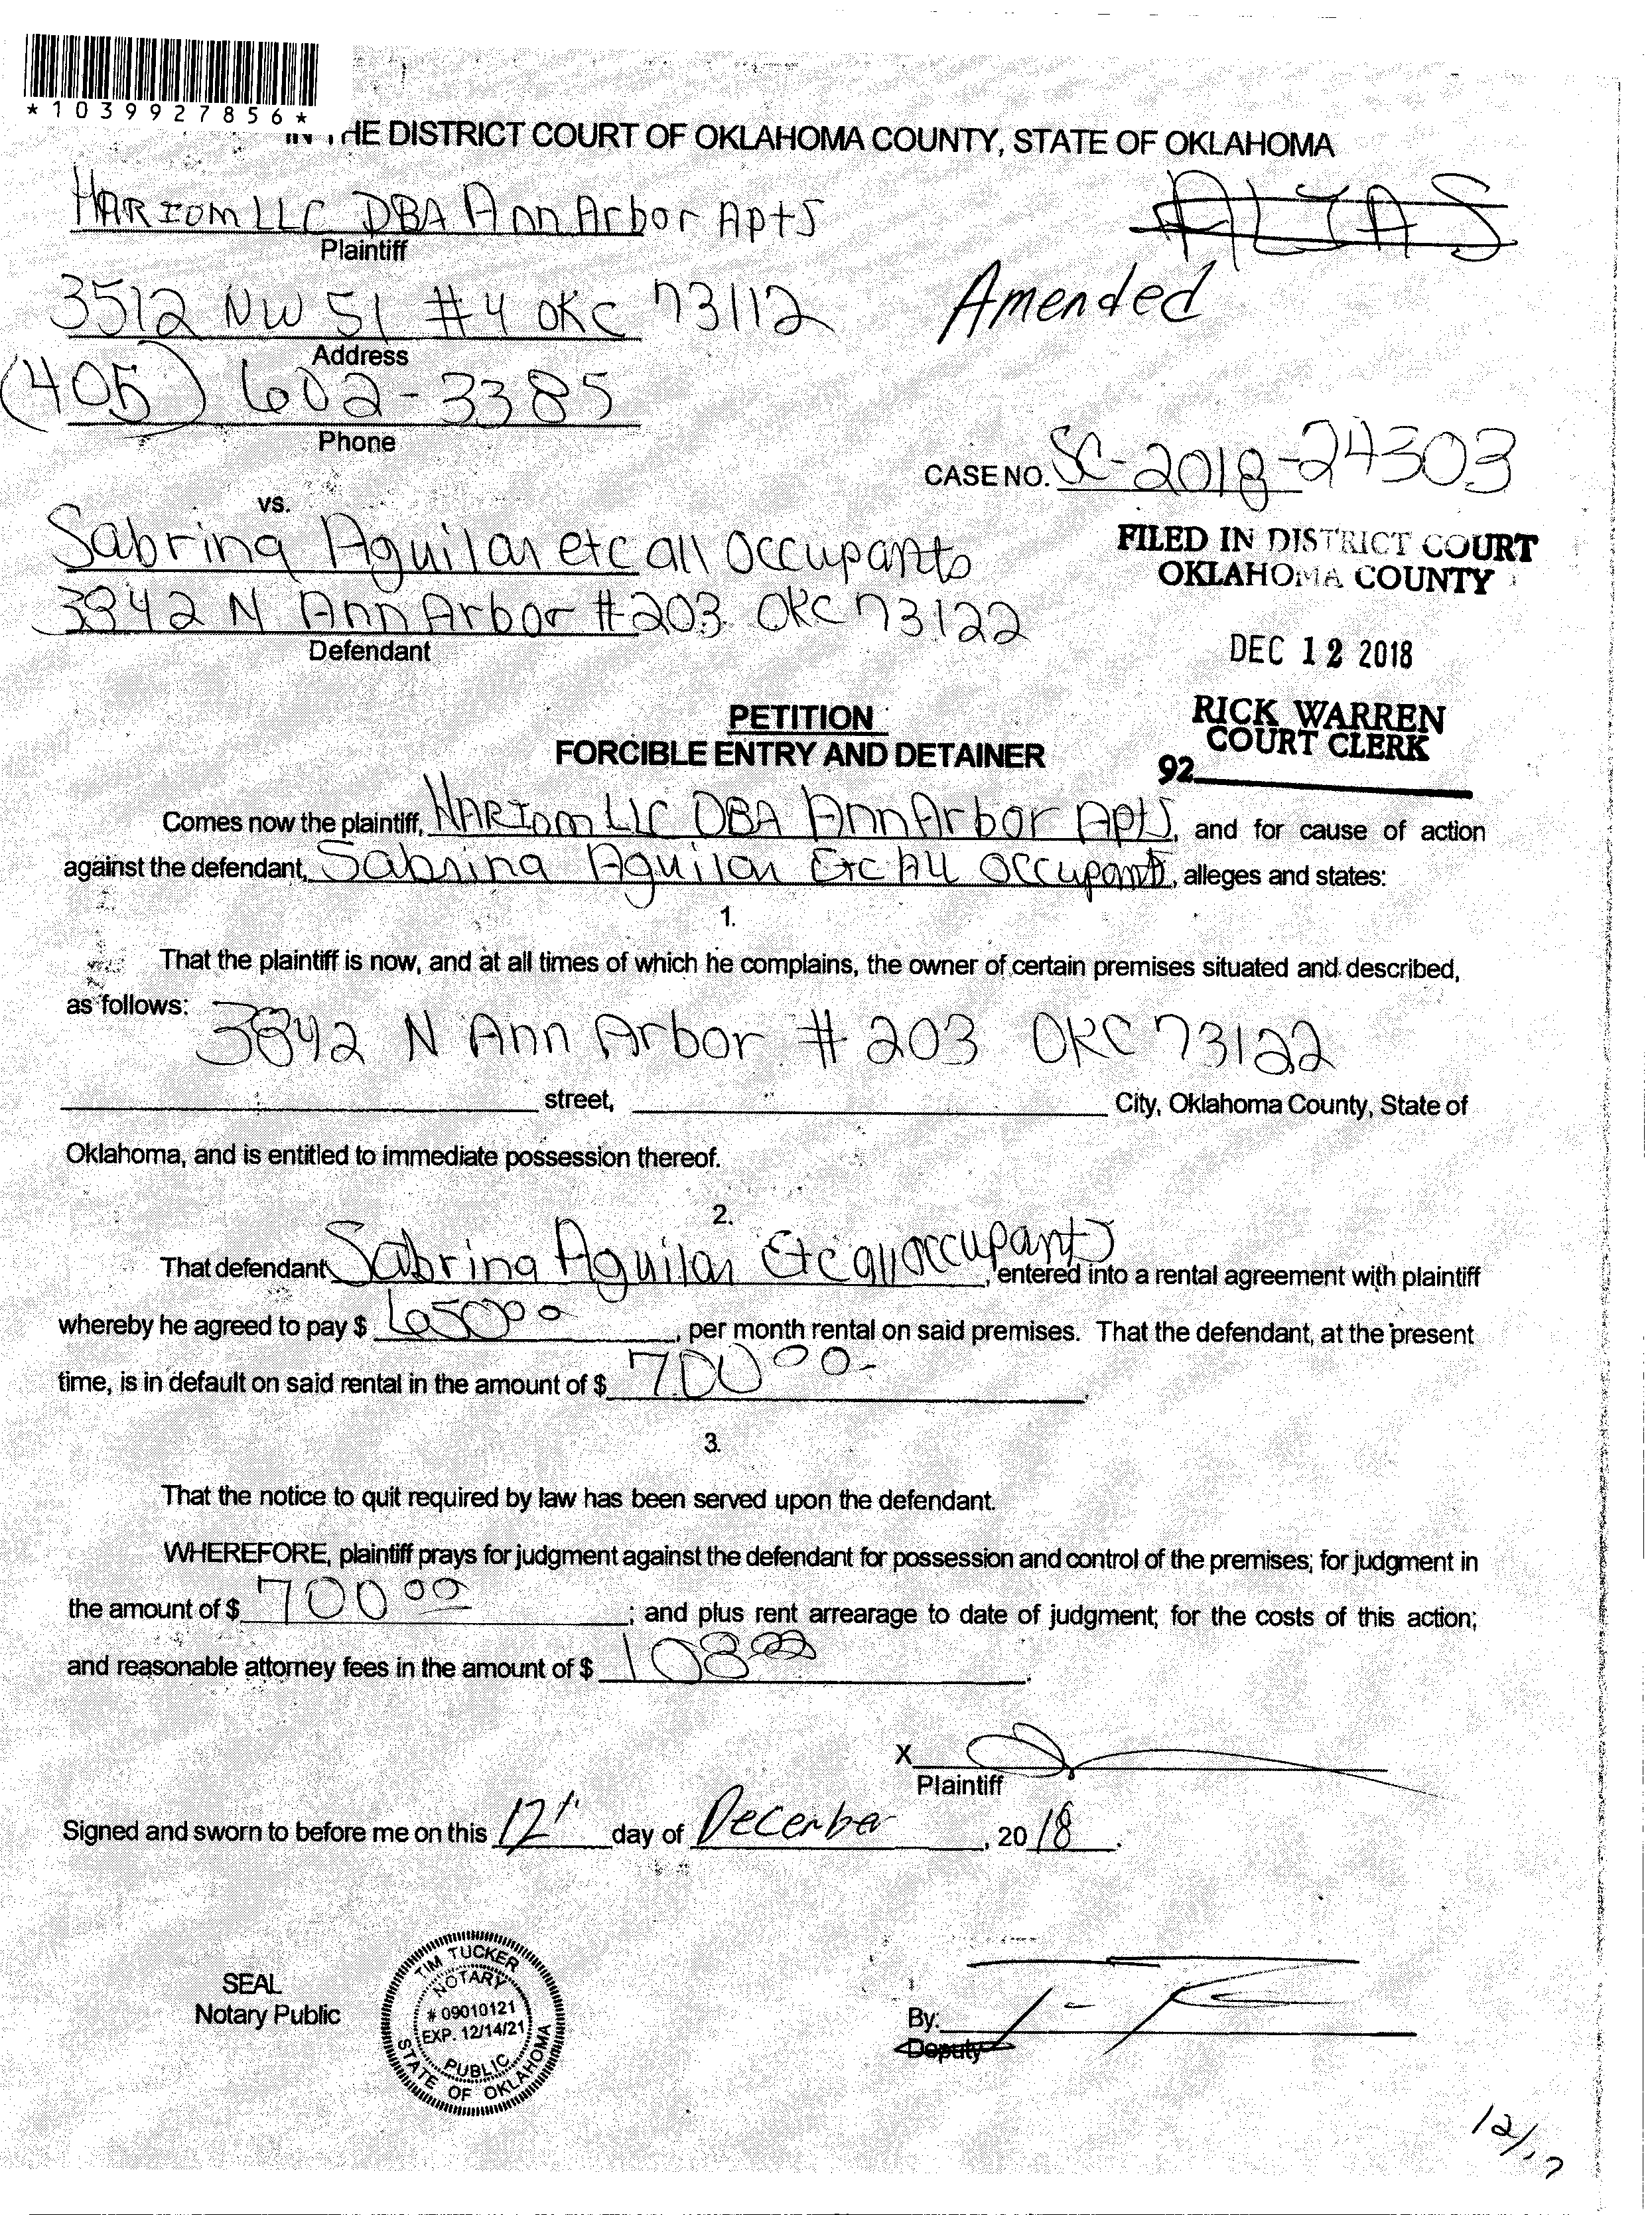 *1039927856*
IN THE DISTRICT COURT OF OKLAHOMA COUNTY, STATE OF OKLAHOMA
HARIOM LLC DBA Ann Arbor Apts
ALIAS
Plaintiff
3512 NW 51 #4 OKC 73112
Amended
Address
(405) 602-3385
Phone
CASE NO. SC-2018-24303
vs.
Sabrina Aguilar etc all Occupants
FILED IN DISTRICT COURT
OKLAHOMA COUNTY
3842 N Ann Arbor #203 OKC 73122
Defendant
DEC 12 2018
PETITION
RICK WARREN
COURT CLERK
FORCIBLE ENTRY AND DETAINER
92
Comes now the plaintiff, HARIOM LLC DBA Ann Arbor Apts, and for cause of action
against the defendant, Sabrina Aguilar Etc All Occupants, alleges and states:
1.
That the plaintiff is now, and at all times of which he complains, the owner of certain premises situated and described,
as follows:
3842 N Ann Arbor # 203 OKC 73122
street, City, Oklahoma County, State of
Oklahoma, and is entitled to immediate possession thereof.
2.
That defendant Sabrina Aguilar Etc all occupants, entered into a rental agreement with plaintiff
whereby he agreed to pay $ 650 00, per month rental on said premises. That the defendant, at the present
time, is in default on said rental in the amount of $ 700 00-.
3.
That the notice to quit required by law has been served upon the defendant.
WHEREFORE, plaintiff prays for judgment against the defendant for possession and control of the premises; for judgment in
the amount of $ 700 00; and plus rent arrearage to date of judgment; for the costs of this action;
and reasonable attorney fees in the amount of $ 108 00.
X
Plaintiff
Signed and sworn to before me on this 12th day of December, 2018.
SEAL
Notary Public
TIM TUCKER
NOTARY
# 09010121
EXP. 12/14/21
PUBLIC
STATE OF OKLAHOMA
By:
Deputy